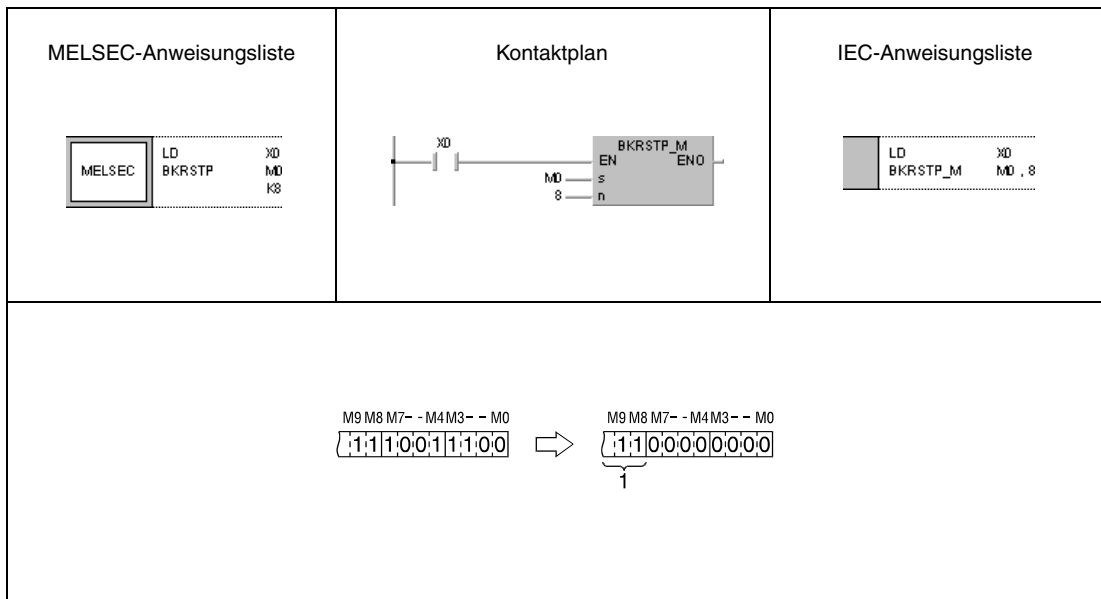 MELSEC-Anweisungsliste
Kontaktplan
IEC-Anweisungsliste
MELSEC
LD X0
BKRSTP M0
K8
X0
BKRSTP_M
EN ENO
M0 s
8 n
LD X0
BKRSTP_M M0 , 8
M9 M8 M7- - M4 M3- - M0
1 1 1 0 0 1 1 1 0 0
M9 M8 M7- - M4 M3- - M0
1 1 0 0 0 0 0 0 0 0
1